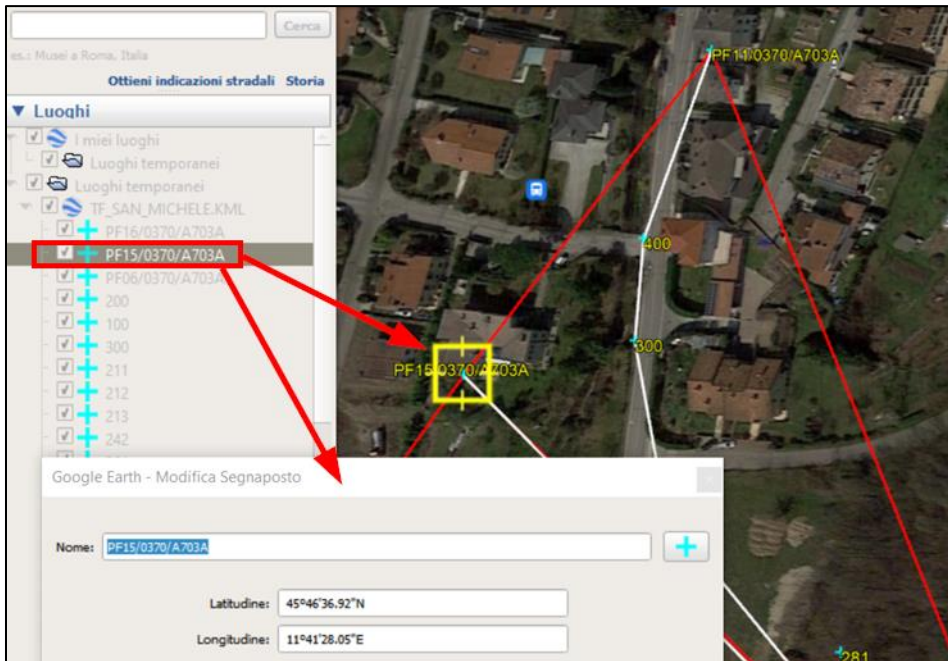 Cerca
es.: Musei a Roma, Italia
Ottieni indicazioni stradali Storia
Luoghi
I miei luoghi
Luoghi temporanei
Luoghi temporanei
TF_SAN_MICHELE.KML
PF16/0370/A703A
PF15/0370/A703A
PF06/0370/A703A
200
100
300
211
212
213
242
PF11/0370/A703A
400
300
PF15/0370/A703A
281
Google Earth - Modifica Segnaposto
Nome: PF15/0370/A703A
Latitudine: 45°46'36.92"N
Longitudine: 11°41'28.05"E